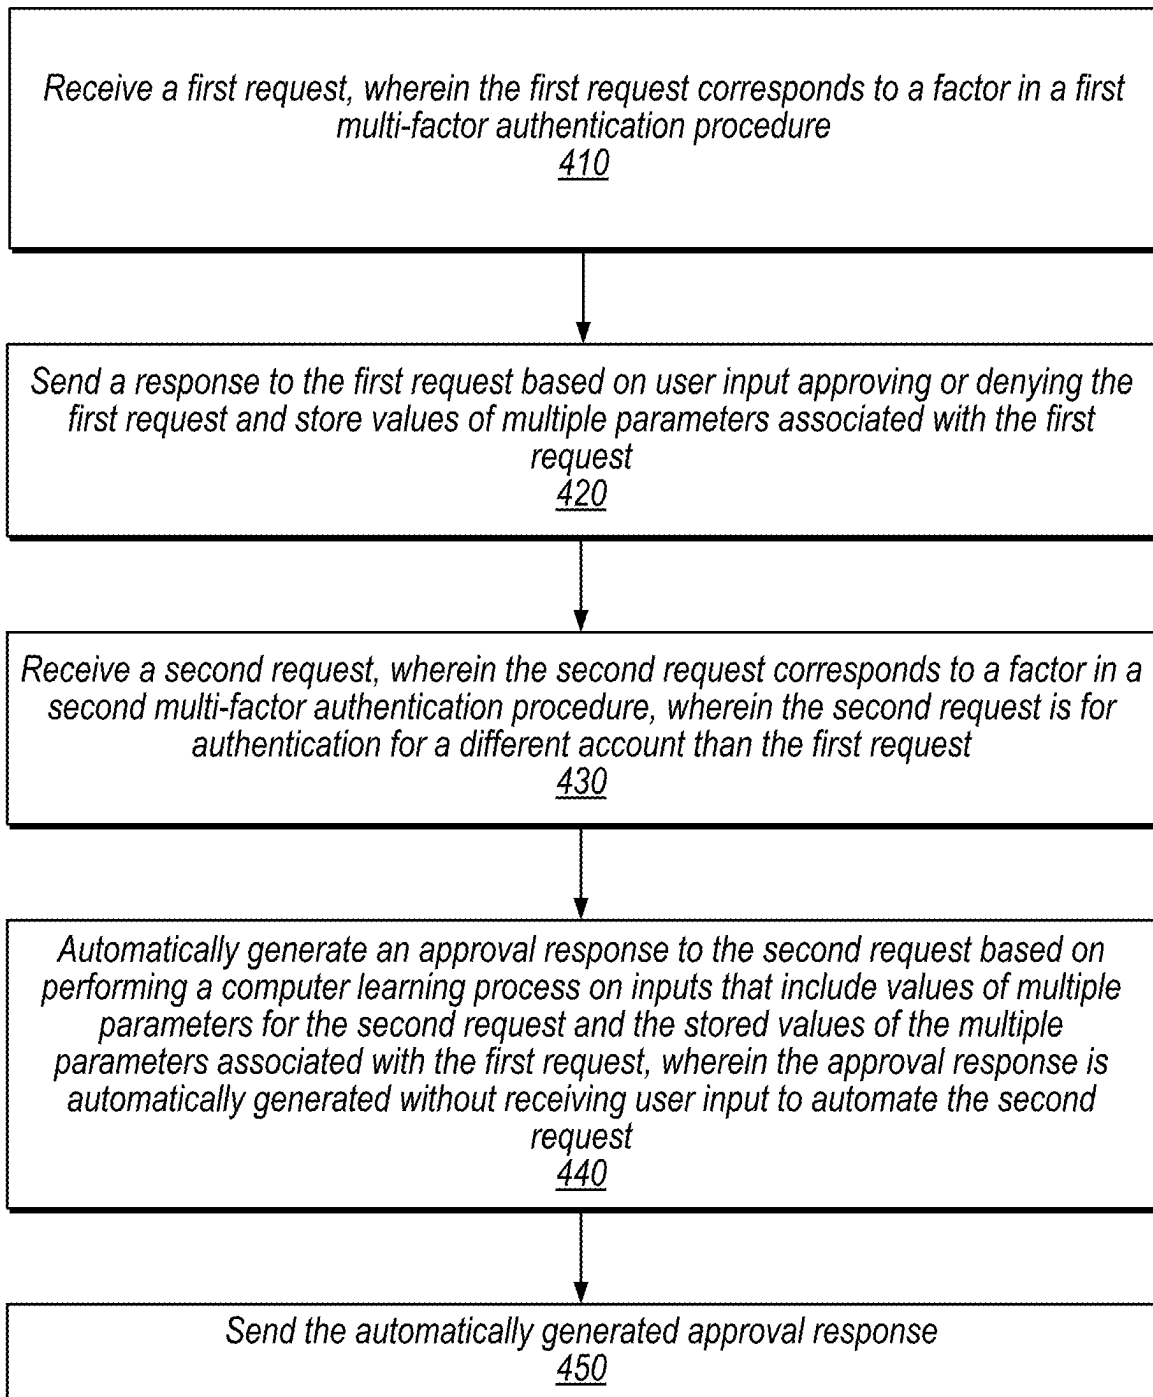 Receive a first request, wherein the first request corresponds to a factor in a first
multi-factor authentication procedure
410
Send a response to the first request based on user input approving or denying the
first request and store values of multiple parameters associated with the first
request
420
Receive a second request, wherein the second request corresponds to a factor in a
second multi-factor authentication procedure, wherein the second request is for
authentication for a different account than the first request
430
Automatically generate an approval response to the second request based on
performing a computer learning process on inputs that include values of multiple
parameters for the second request and the stored values of the multiple
parameters associated with the first request, wherein the approval response is
automatically generated without receiving user input to automate the second
request
440
Send the automatically generated approval response
450